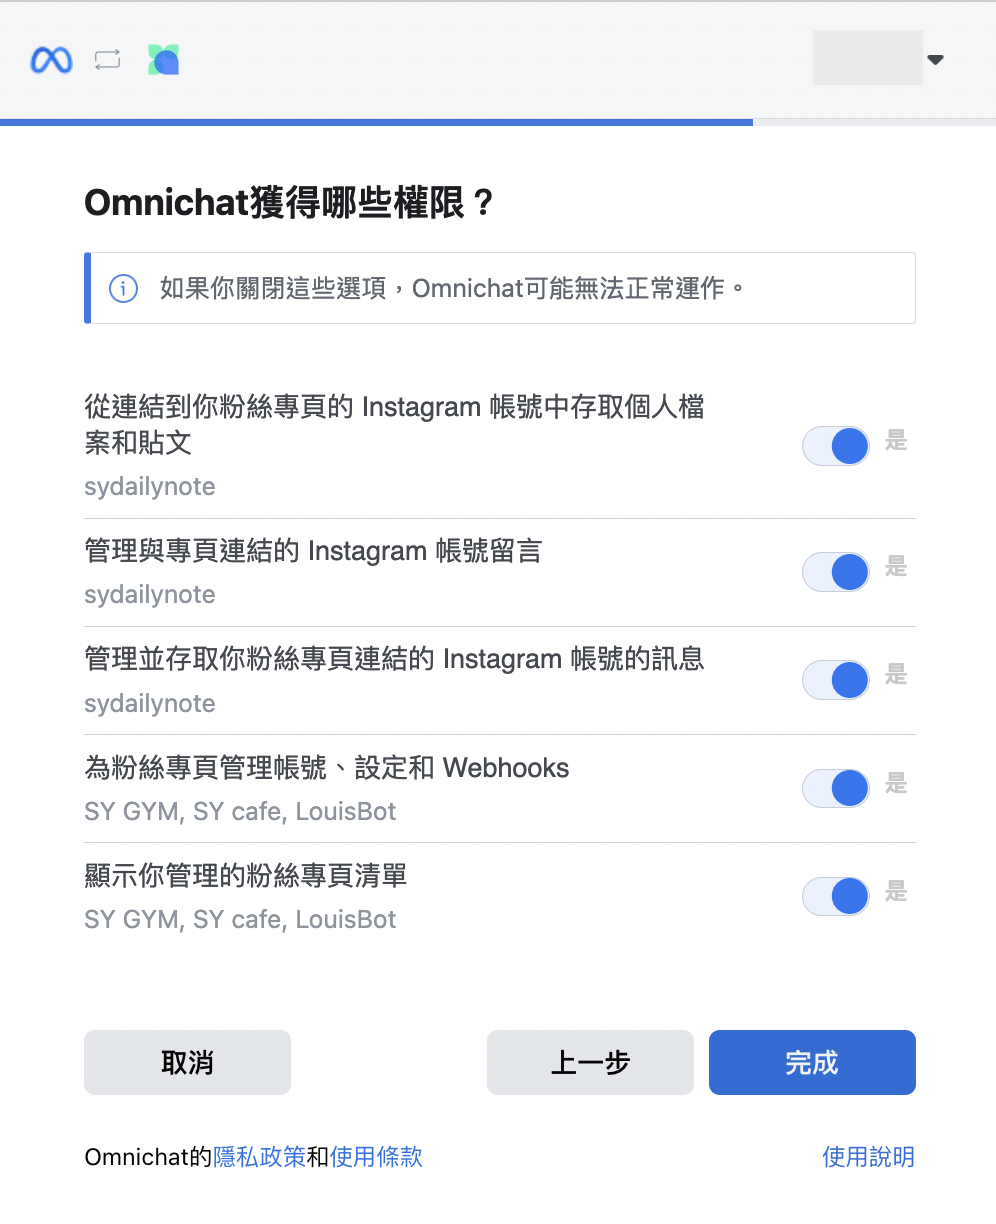 Omnichat獲得哪些權限？
如果你關閉這些選項，Omnichat可能無法正常運作。
從連結到你粉絲專頁的 Instagram 帳號中存取個人檔
案和貼文
是
sydailynote
管理與專頁連結的 Instagram 帳號留言
是
sydailynote
管理並存取你粉絲專頁連結的 Instagram 帳號的訊息
是
sydailynote
為粉絲專頁管理帳號、設定和 Webhooks
是
SY GYM, SY cafe, LouisBot
顯示你管理的粉絲專頁清單
是
SY GYM, SY cafe, LouisBot
取消
上一步
完成
Omnichat的隱私政策和使用條款
使用說明